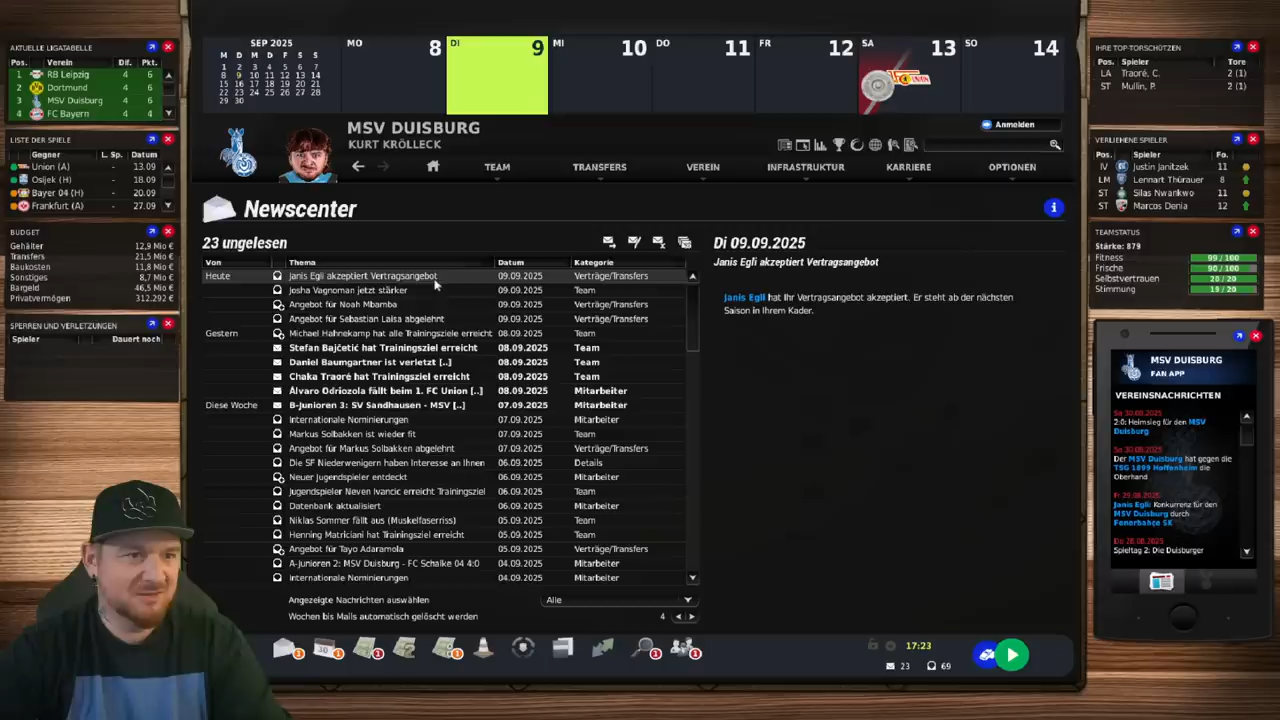 AKTUELLE LIGATABELLE
Pos. Verein Dif. Pkt.
1 RB Leipzig 4 6
2 Dortmund 4 6
3 MSV Duisburg 4 6
4 FC Bayern 4 4
LISTE DER SPIELE
Gegner L. Sp. Datum
Union (A) 13.09
Osijek (H) 18.09
Bayer 04 (H) 20.09
Frankfurt (A) 27.09
BUDGET
Gehälter 12,9 Mio €
Transfers 21,5 Mio €
Baukosten 11,8 Mio €
Sonstiges 8,7 Mio €
Bargeld 46,5 Mio €
Privatvermögen 312.292 €
SPERREN UND VERLETZUNGEN
Spieler Dauert noch
SEP 2025
M D M D F S S
1 2 3 4 5 6 7
8 9 10 11 12 13 14
15 16 17 18 19 20 21
22 23 24 25 26 27 28
29 30
MO 8
DI 9
MI 10
DO 11
FR 12
SA 13
SO 14
MSV DUISBURG
KURT KRÖLLECK
Anmelden
TEAM TRANSFERS VEREIN INFRASTRUKTUR KARRIERE OPTIONEN
Newscenter
23 ungelesen
Von Thema Datum Kategorie
Heute Janis Egli akzeptiert Vertragsangebot 09.09.2025 Verträge/Transfers
Josha Vagnoman jetzt stärker 09.09.2025 Team
Angebot für Noah Mbamba 09.09.2025 Verträge/Transfers
Angebot für Sebastian Laisa abgelehnt 09.09.2025 Verträge/Transfers
Gestern Michael Hahnekamp hat alle Trainingsziele erreicht 08.09.2025 Team
Stefan Bajčetić hat Trainingsziel erreicht 08.09.2025 Team
Daniel Baumgartner ist verletzt [..] 08.09.2025 Team
Chaka Traoré hat Trainingsziel erreicht 08.09.2025 Team
Álvaro Odriozola fällt beim 1. FC Union [..] 08.09.2025 Mitarbeiter
Diese Woche B-Junioren 3: SV Sandhausen - MSV [..] 07.09.2025 Mitarbeiter
Internationale Nominierungen 07.09.2025 Mitarbeiter
Markus Solbakken ist wieder fit 07.09.2025 Team
Angebot für Markus Solbakken abgelehnt 07.09.2025 Verträge/Transfers
Die SF Niederwenigern haben Interesse an Ihnen 06.09.2025 Details
Neuer Jugendspieler entdeckt 06.09.2025 Mitarbeiter
Jugendspieler Neven Ivancic erreicht Trainingsziel 06.09.2025 Team
Datenbank aktualisiert 06.09.2025 Mitarbeiter
Niklas Sommer fällt aus (Muskelfaserriss) 05.09.2025 Team
Henning Matriciani hat Trainingsziel erreicht 05.09.2025 Team
Angebot für Tayo Adaramola 05.09.2025 Verträge/Transfers
A-Junioren 2: MSV Duisburg - FC Schalke 04 4:0 04.09.2025 Mitarbeiter
Internationale Nominierungen 04.09.2025 Mitarbeiter
Angezeigte Nachrichten auswählen Alle
Wochen bis Mails automatisch gelöscht werden 4
Di 09.09.2025
Janis Egli akzeptiert Vertragsangebot
Janis Egli hat Ihr Vertragsangebot akzeptiert. Er steht ab der nächsten
Saison in Ihrem Kader.
17:23
23 69
IHRE TOP-TORSCHÜTZEN
Pos. Spieler Tore
LA Traoré, C. 2 (1)
ST Mullin, P. 2 (1)
VERLIEHENE SPIELER
Pos. Spieler Fo.
IV Justin Janitzek 11
LM Lennart Thürauer 8
ST Silas Nwankwo 11
ST Marcos Denia 12
TEAMSTATUS
Stärke: 879
Fitness 99 / 100
Frische 90 / 100
Selbstvertrauen 20 / 20
Stimmung 19 / 20
MSV DUISBURG
FAN APP
VEREINSNACHRICHTEN
Sa 30.08.2025
2:0: Heimsieg für den MSV
Duisburg
Sa 30.08.2025
Der MSV Duisburg hat gegen die
TSG 1899 Hoffenheim die
Oberhand
Fr 29.08.2025
Janis Egli: Konkurrenz für den
MSV Duisburg durch
Fenerbahçe SK
Do 28.08.2025
Spieltag 2: Die Duisburger